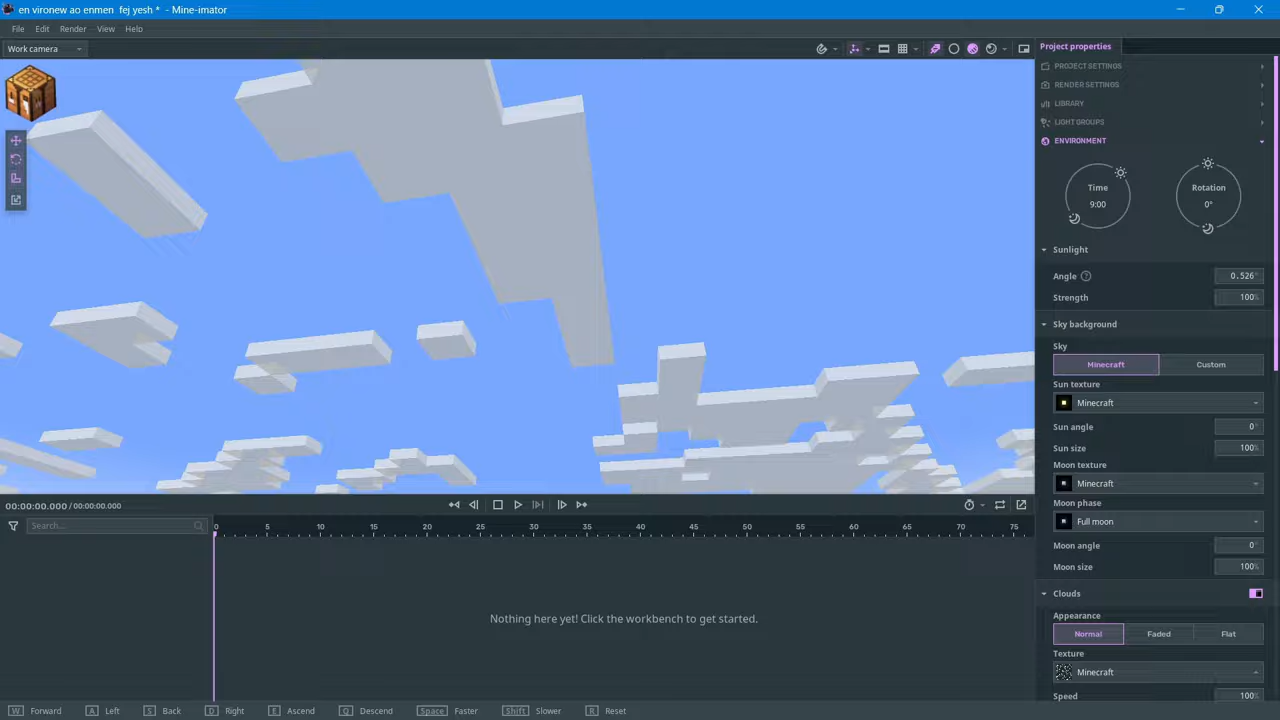 en vironew ao enmen  fej yesh * - Mine-imator
File Edit Render View Help
Work camera
Project properties
PROJECT SETTINGS
RENDER SETTINGS
LIBRARY
LIGHT GROUPS
ENVIRONMENT
Time Rotation
9:00 0°
Sunlight
Angle 0.526°
Strength 100%
Sky background
Sky
Minecraft Custom
Sun texture
Minecraft
Sun angle 0°
Sun size 100%
Moon texture
Minecraft
Moon phase
Full moon
Moon angle 0°
Moon size 100%
Clouds
Appearance
Normal Faded Flat
Texture
Minecraft
Speed 100%
00:00:00.000 / 00:00:00.000
Search...
0 5 10 15 20 25 30 35 40 45 50 55 60 65 70 75
Nothing here yet! Click the workbench to get started.
W Forward A Left S Back D Right E Ascend Q Descend Space Faster Shift Slower R Reset